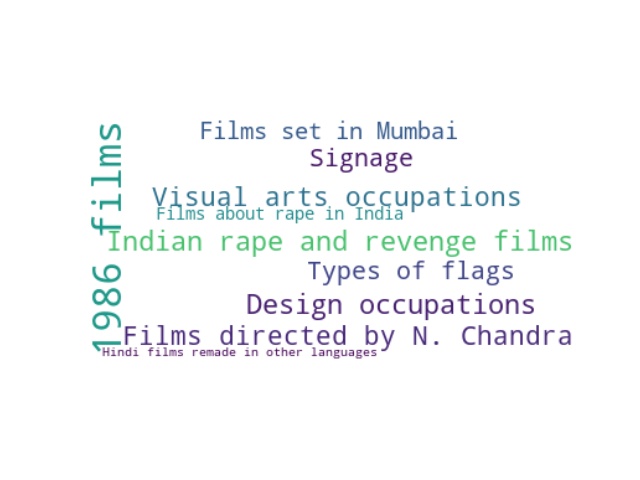 1986 films
Films set in Mumbai
Signage
Visual arts occupations
Films about rape in India
Indian rape and revenge films
Types of flags
Design occupations
Films directed by N. Chandra
Hindi films remade in other languages